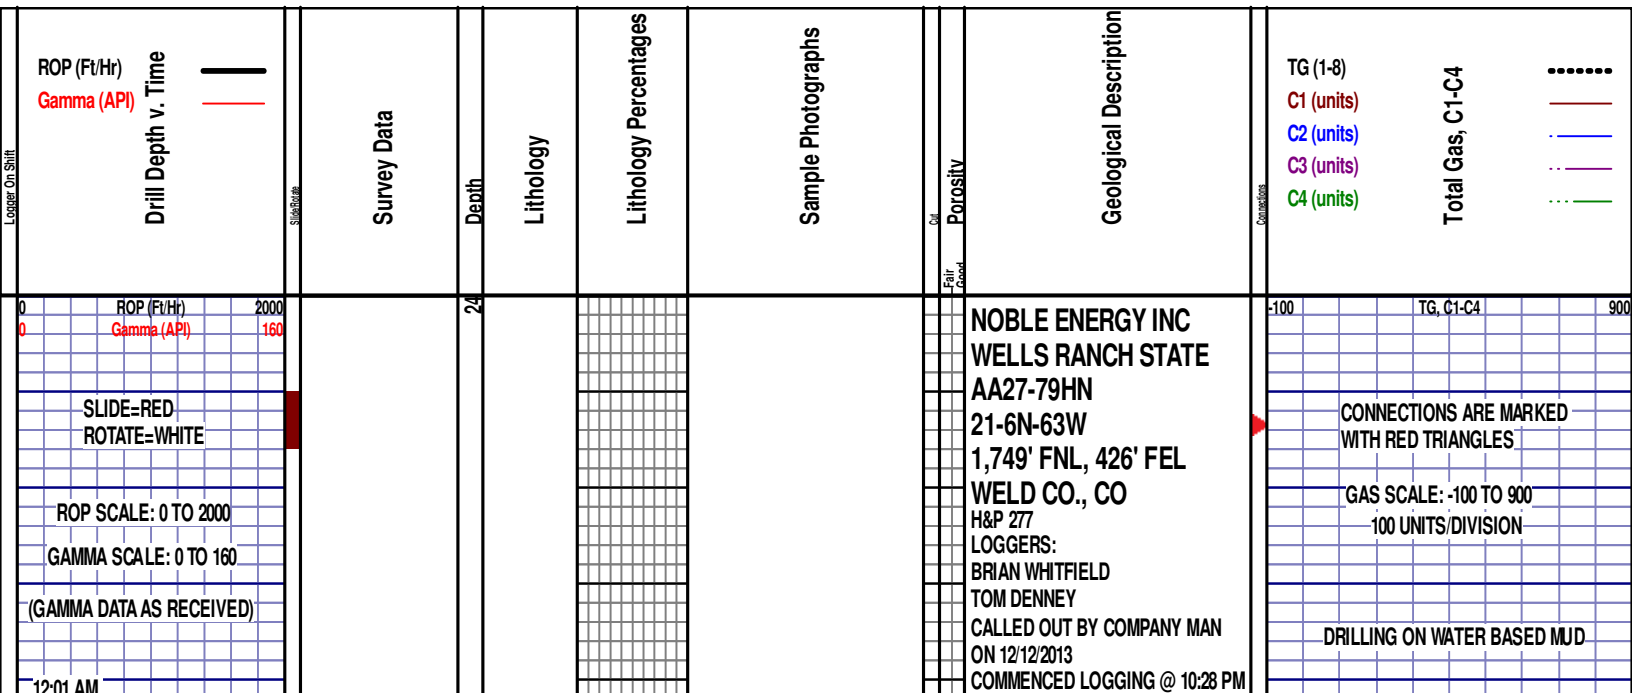 Logger On Shift
ROP (Ft/Hr)
Gamma (API)
Drill Depth v. Time
Slide/Rotate
Survey Data
Depth
Lithology
Lithology Percentages
Sample Photographs
Cut
Porosity
Fair
Good
Geological Description
Connections
TG (1-8)
C1 (units)
C2 (units)
C3 (units)
C4 (units)
Total Gas, C1-C4
0 ROP (Ft/Hr) 2000
0 Gamma (API) 160
SLIDE=RED
ROTATE=WHITE
ROP SCALE: 0 TO 2000
GAMMA SCALE: 0 TO 160
(GAMMA DATA AS RECEIVED)
12:01 AM
NOBLE ENERGY INC
WELLS RANCH STATE
AA27-79HN
21-6N-63W
1,749' FNL, 426' FEL
WELD CO., CO
H&P 277
LOGGERS:
BRIAN WHITFIELD
TOM DENNEY
CALLED OUT BY COMPANY MAN
ON 12/12/2013
COMMENCED LOGGING @ 10:28 PM
-100 TG, C1-C4 900
CONNECTIONS ARE MARKED
WITH RED TRIANGLES
GAS SCALE: -100 TO 900
100 UNITS/DIVISION
DRILLING ON WATER BASED MUD